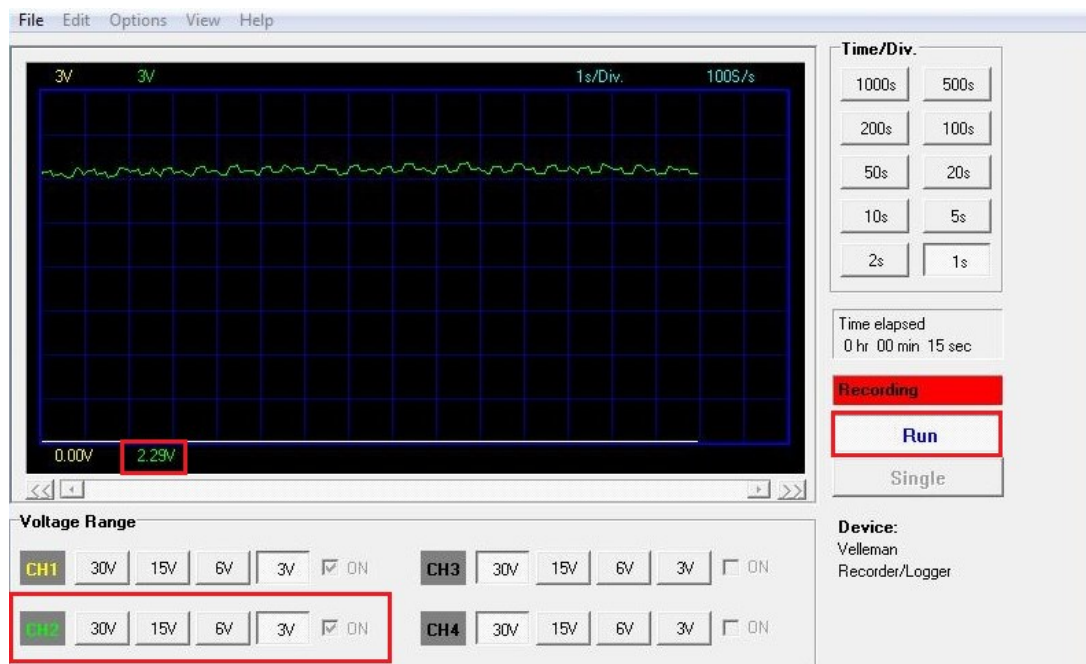 File Edit Options View Help
3V 3V 1s/Div. 100S/s
0.00V 2.29V
Time/Div.
1000s 500s
200s 100s
50s 20s
10s 5s
2s 1s
Time elapsed
0 hr 00 min 15 sec
Recording
Run
Single
Device:
Velleman
Recorder/Logger
Voltage Range
CH1 30V 15V 6V 3V ON
CH3 30V 15V 6V 3V ON
CH2 30V 15V 6V 3V ON
CH4 30V 15V 6V 3V ON